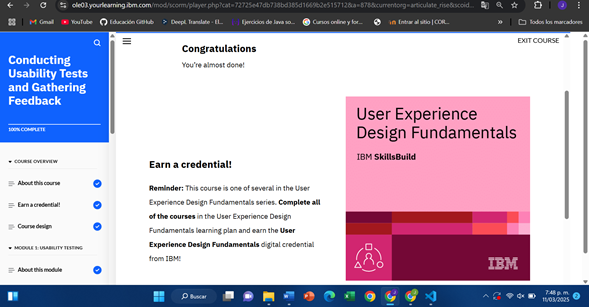 ole03.yourlearning.ibm.com/mod/scorm/player.php?cat=72725e47db738bd385d1669b2e515712&a=878&currentorg=articulate_rise&scoid...
Gmail
YouTube
Educación GitHub
DeepL Translate - El...
Ejercicios de Java so...
Cursos online y for...
Entrar al sitio | COR...
Todos los marcadores
EXIT COURSE
Conducting
Usability Tests
and Gathering
Feedback
100% COMPLETE
COURSE OVERVIEW
About this course
Earn a credential!
Course design
MODULE 1: USABILITY TESTING
About this module
Congratulations
You're almost done!
Earn a credential!
Reminder: This course is one of several in the User
Experience Design Fundamentals series. Complete all
of the courses in the User Experience Design
Fundamentals learning plan and earn the User
Experience Design Fundamentals digital credential
from IBM!
User Experience
Design Fundamentals
IBM SkillsBuild
IBM
Buscar
7:48 p. m.
11/03/2025